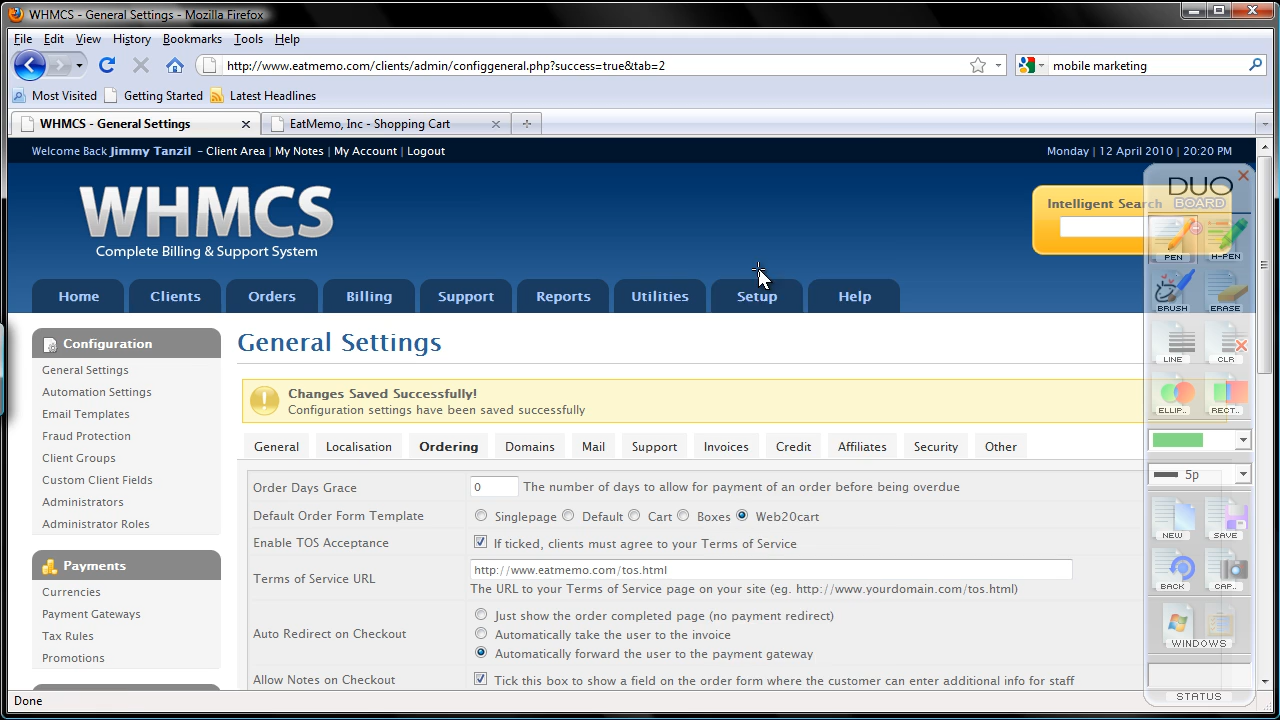 WHMCS - General Settings - Mozilla Firefox
File Edit View History Bookmarks Tools Help
http://www.eatmemo.com/clients/admin/configgeneral.php?success=true&tab=2
mobile marketing
Most Visited Getting Started Latest Headlines
WHMCS - General Settings
EatMemo, Inc - Shopping Cart
Welcome Back Jimmy Tanzil - Client Area | My Notes | My Account | Logout
Monday | 12 April 2010 | 20:20 PM
WHMCS
Complete Billing & Support System
Intelligent Search
DUO
BOARD
PEN
H-PEN
BRUSH
ERASE
LINE
CLR
ELLIP..
RECT..
5p
NEW
SAVE
BACK
CAP..
WINDOWS
STATUS
Home Clients Orders Billing Support Reports Utilities Setup Help
Configuration
General Settings
Automation Settings
Email Templates
Fraud Protection
Client Groups
Custom Client Fields
Administrators
Administrator Roles
Payments
Currencies
Payment Gateways
Tax Rules
Promotions
General Settings
Changes Saved Successfully!
Configuration settings have been saved successfully
General Localisation Ordering Domains Mail Support Invoices Credit Affiliates Security Other
Order Days Grace 0 The number of days to allow for payment of an order before being overdue
Default Order Form Template Singlepage Default Cart Boxes Web20cart
Enable TOS Acceptance If ticked, clients must agree to your Terms of Service
Terms of Service URL
http://www.eatmemo.com/tos.html
The URL to your Terms of Service page on your site (eg. http://www.yourdomain.com/tos.html)
Auto Redirect on Checkout
Just show the order completed page (no payment redirect)
Automatically take the user to the invoice
Automatically forward the user to the payment gateway
Allow Notes on Checkout Tick this box to show a field on the order form where the customer can enter additional info for staff
Done